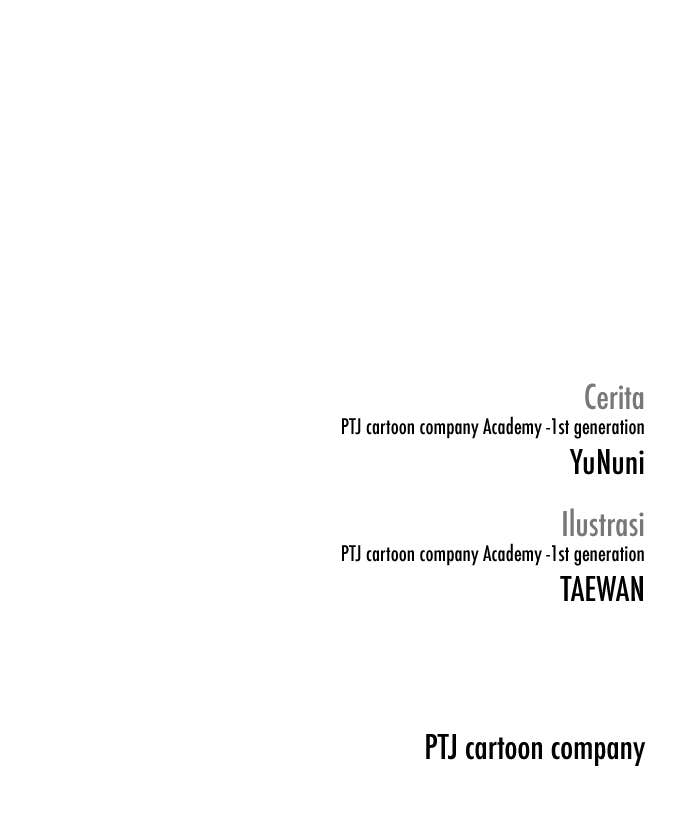 Cerita
PTJ cartoon company Academy -1st generation
YuNuni
Ilustrasi
PTJ cartoon company Academy -1st generation
TAEWAN
PTJ cartoon company